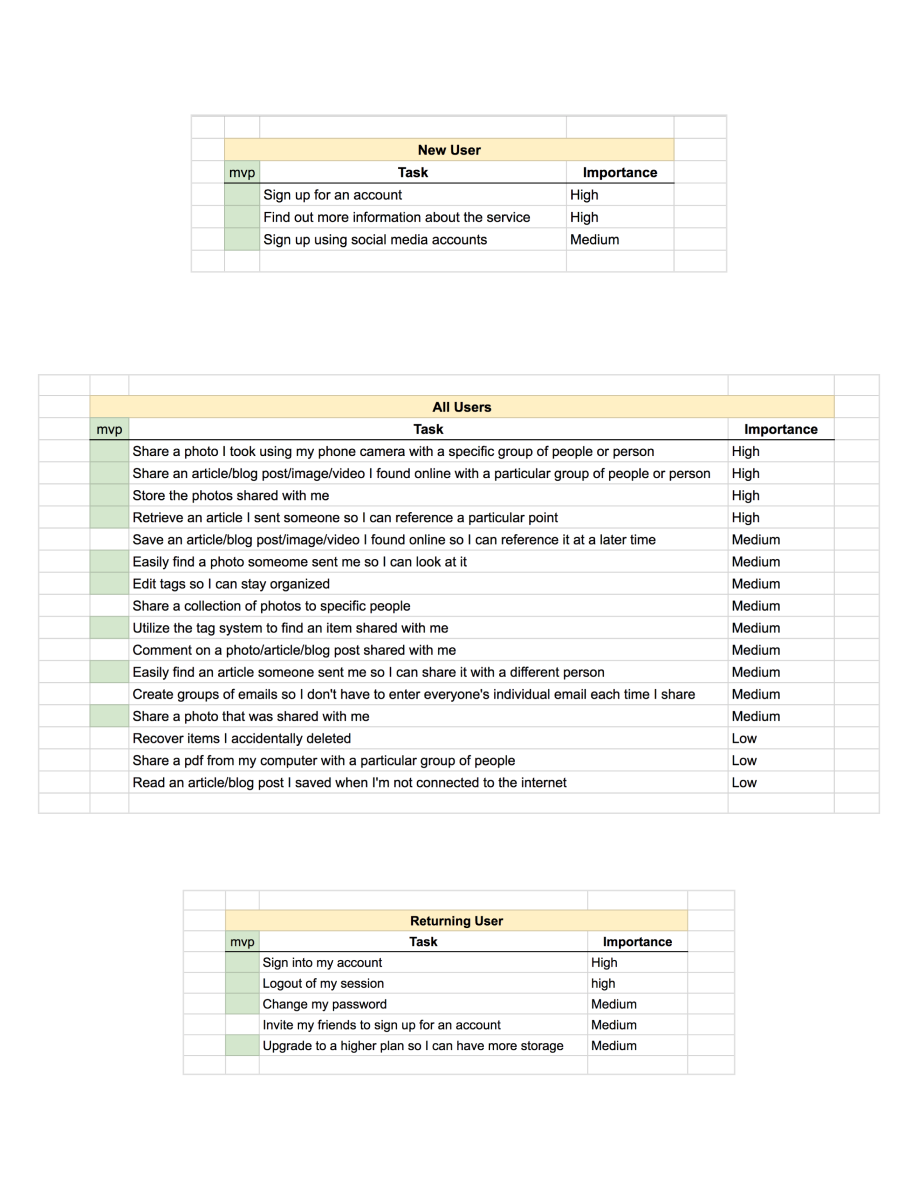 New User
mvp Task Importance
Sign up for an account High
Find out more information about the service High
Sign up using social media accounts Medium
All Users
mvp Task Importance
Share a photo I took using my phone camera with a specific group of people or person High
Share an article/blog post/image/video I found online with a particular group of people or person High
Store the photos shared with me High
Retrieve an article I sent someone so I can reference a particular point High
Save an article/blog post/image/video I found online so I can reference it at a later time Medium
Easily find a photo someome sent me so I can look at it Medium
Edit tags so I can stay organized Medium
Share a collection of photos to specific people Medium
Utilize the tag system to find an item shared with me Medium
Comment on a photo/article/blog post shared with me Medium
Easily find an article someone sent me so I can share it with a different person Medium
Create groups of emails so I don't have to enter everyone's individual email each time I share Medium
Share a photo that was shared with me Medium
Recover items I accidentally deleted Low
Share a pdf from my computer with a particular group of people Low
Read an article/blog post I saved when I'm not connected to the internet Low
Returning User
mvp Task Importance
Sign into my account High
Logout of my session high
Change my password Medium
Invite my friends to sign up for an account Medium
Upgrade to a higher plan so I can have more storage Medium